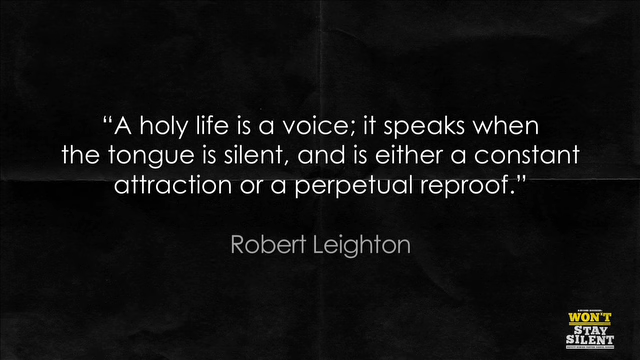 “A holy life is a voice; it speaks when
the tongue is silent, and is either a constant
attraction or a perpetual reproof.”
Robert Leighton
WON'T
STAY
SILENT